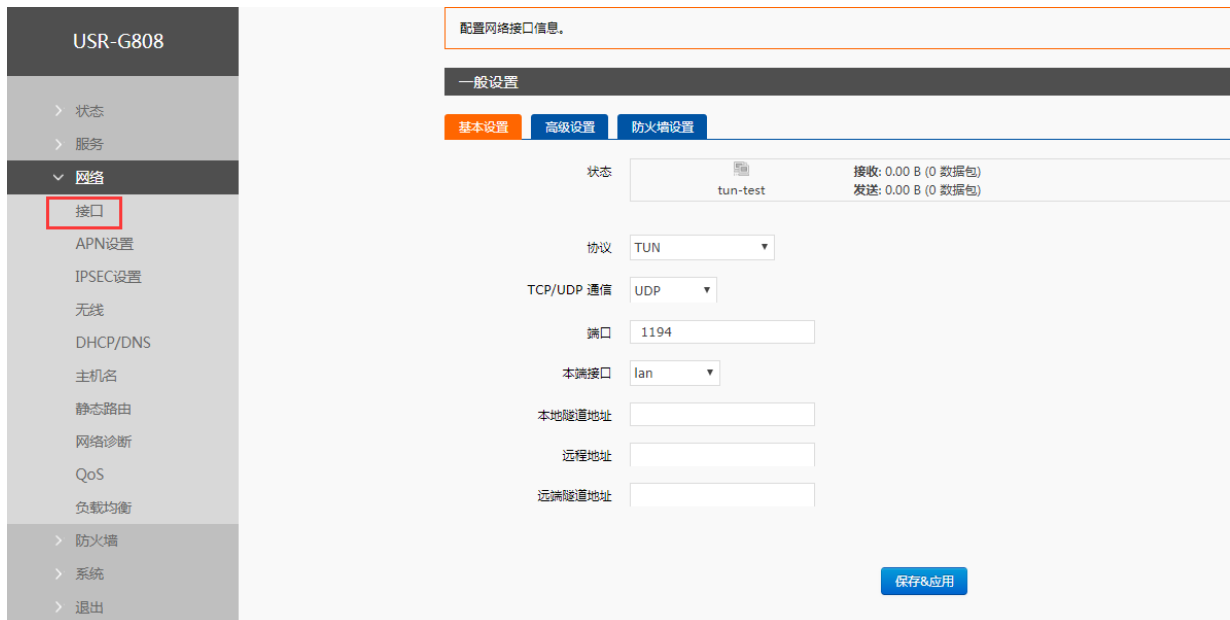 USR-G808
状态
服务
网络
接口
APN设置
IPSEC设置
无线
DHCP/DNS
主机名
静态路由
网络诊断
QoS
负载均衡
防火墙
系统
退出
配置网络接口信息。
一般设置
基本设置 高级设置 防火墙设置
状态
tun-test
接收: 0.00 B (0 数据包)
发送: 0.00 B (0 数据包)
协议 TUN
TCP/UDP 通信 UDP
端口 1194
本端接口 lan
本地隧道地址
远程地址
远端隧道地址
保存&应用